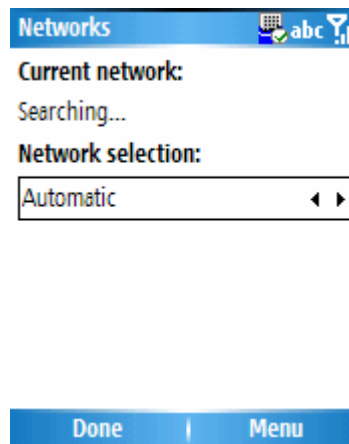 Networks abc
Current network:
Searching...
Network selection:
Automatic
Done Menu